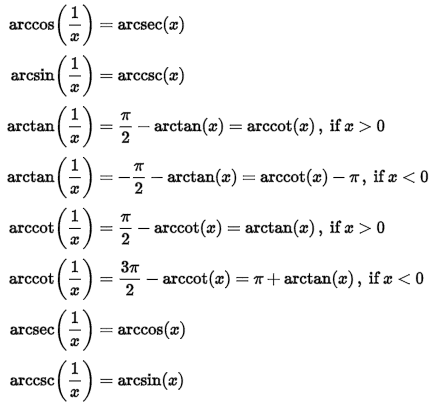 arccos(1/x) = arcsec(x)
arcsin(1/x) = arccsc(x)
arctan(1/x) = π/2 − arctan(x) = arccot(x) , if x > 0
arctan(1/x) = −π/2 − arctan(x) = arccot(x) − π , if x < 0
arccot(1/x) = π/2 − arccot(x) = arctan(x) , if x > 0
arccot(1/x) = 3π/2 − arccot(x) = π + arctan(x) , if x < 0
arcsec(1/x) = arccos(x)
arccsc(1/x) = arcsin(x)